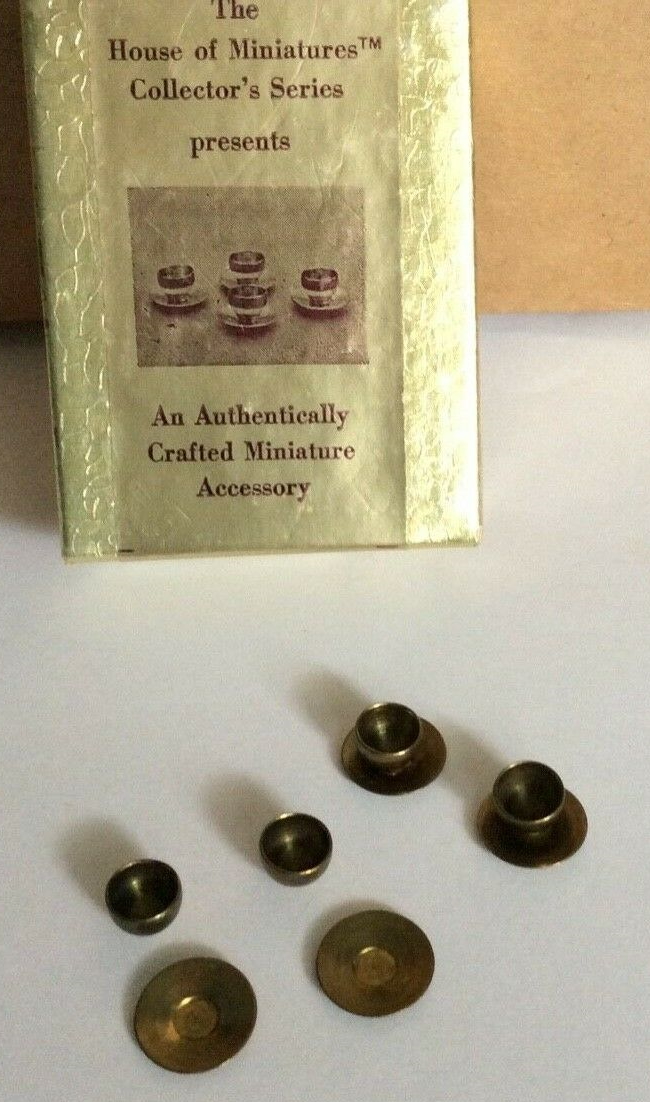 The
House of Miniatures™
Collector's Series
presents
An Authentically
Crafted Miniature
Accessory